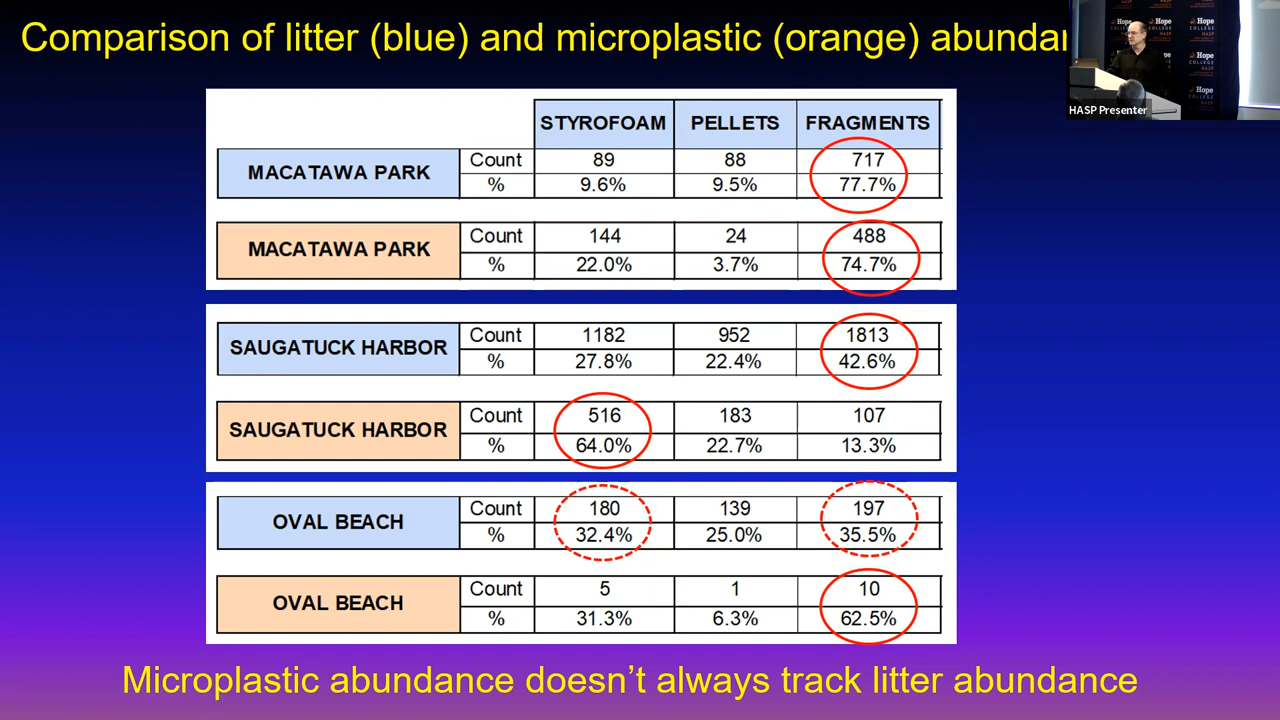 Comparison of litter (blue) and microplastic (orange) abundan
STYROFOAM PELLETS FRAGMENTS
MACATAWA PARK Count 89 88 717
% 9.6% 9.5% 77.7%
MACATAWA PARK Count 144 24 488
% 22.0% 3.7% 74.7%
SAUGATUCK HARBOR Count 1182 952 1813
% 27.8% 22.4% 42.6%
SAUGATUCK HARBOR Count 516 183 107
% 64.0% 22.7% 13.3%
OVAL BEACH Count 180 139 197
% 32.4% 25.0% 35.5%
OVAL BEACH Count 5 1 10
% 31.3% 6.3% 62.5%
Microplastic abundance doesn't always track litter abundance
Hope
COLLEGE
HASP
HASP Presenter